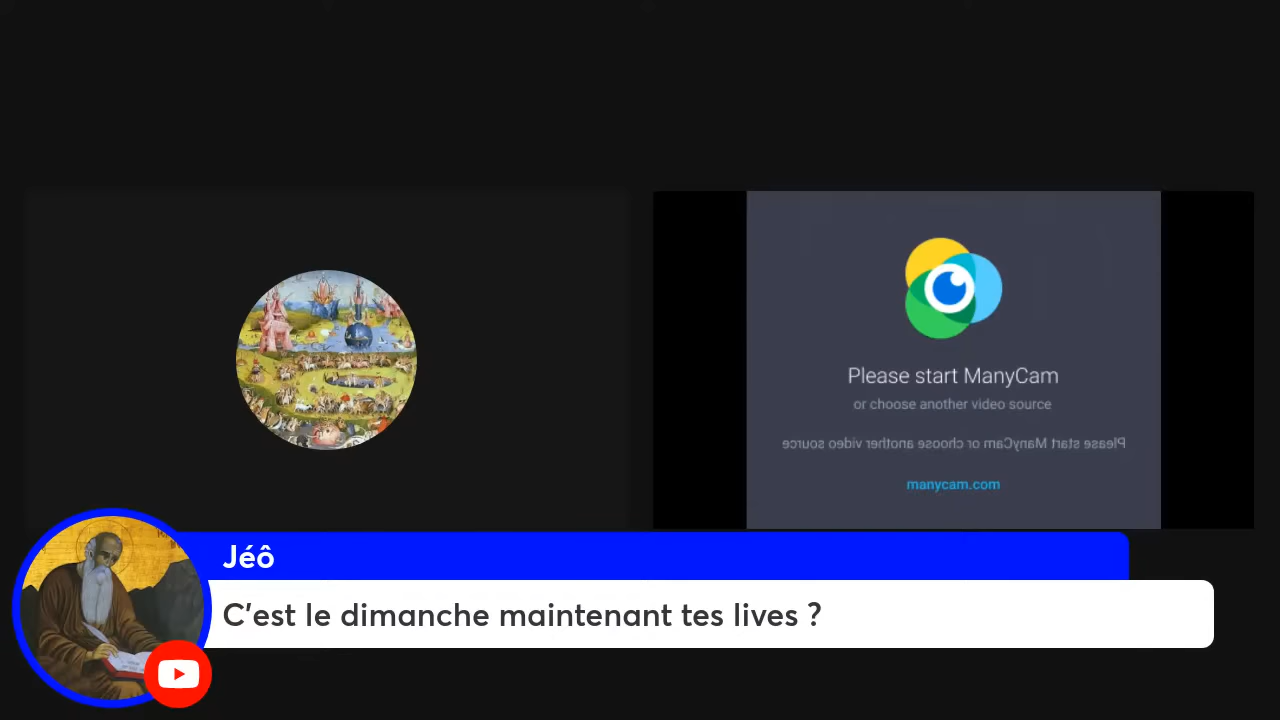 Please start ManyCam
or choose another video source
Please start ManyCam or choose another video source
manycam.com
Jéô
C'est le dimanche maintenant tes lives ?